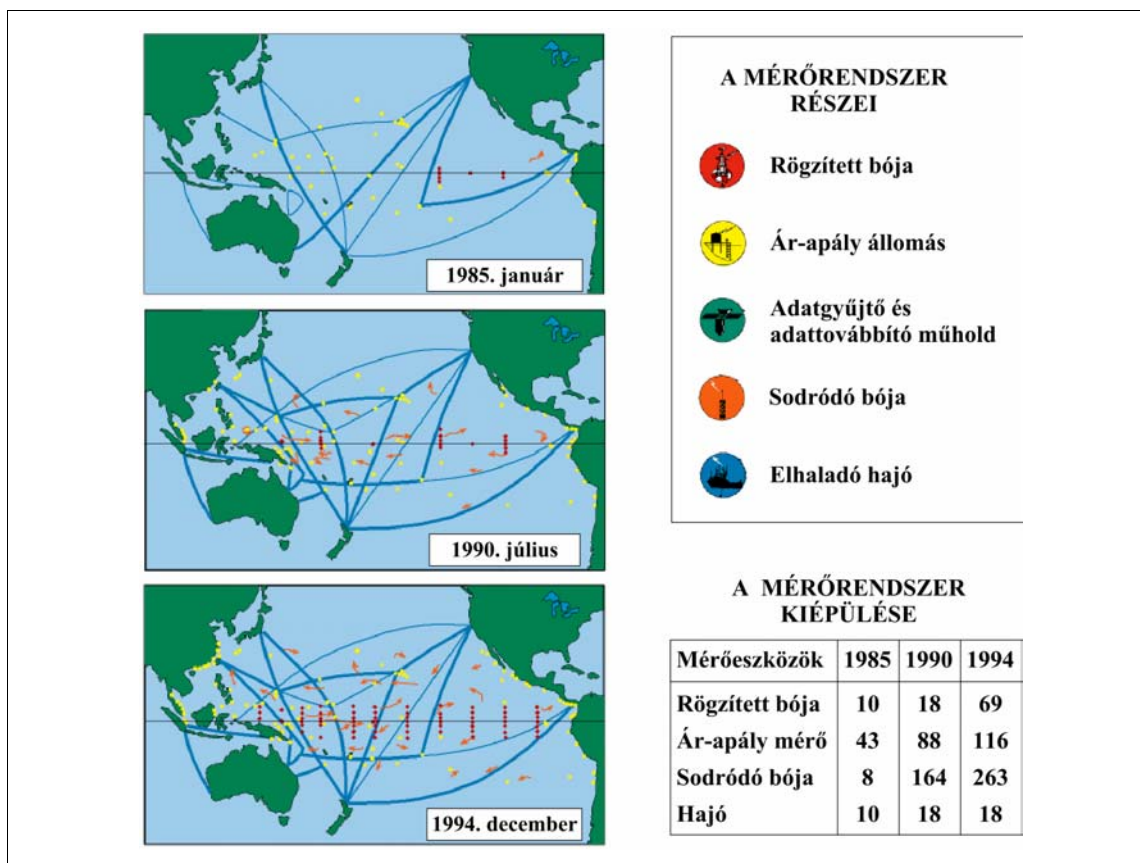 1985. január
1990. július
1994. december
A MÉRŐRENDSZER
RÉSZEI
Rögzített bója
Ár-apály állomás
Adatgyűjtő és
adattovábbító műhold
Sodródó bója
Elhaladó hajó
A MÉRŐRENDSZER
KIÉPÜLÉSE
Mérőeszközök 1985 1990 1994
Rögzített bója 10 18 69
Ár-apály mérő 43 88 116
Sodródó bója 8 164 263
Hajó 10 18 18